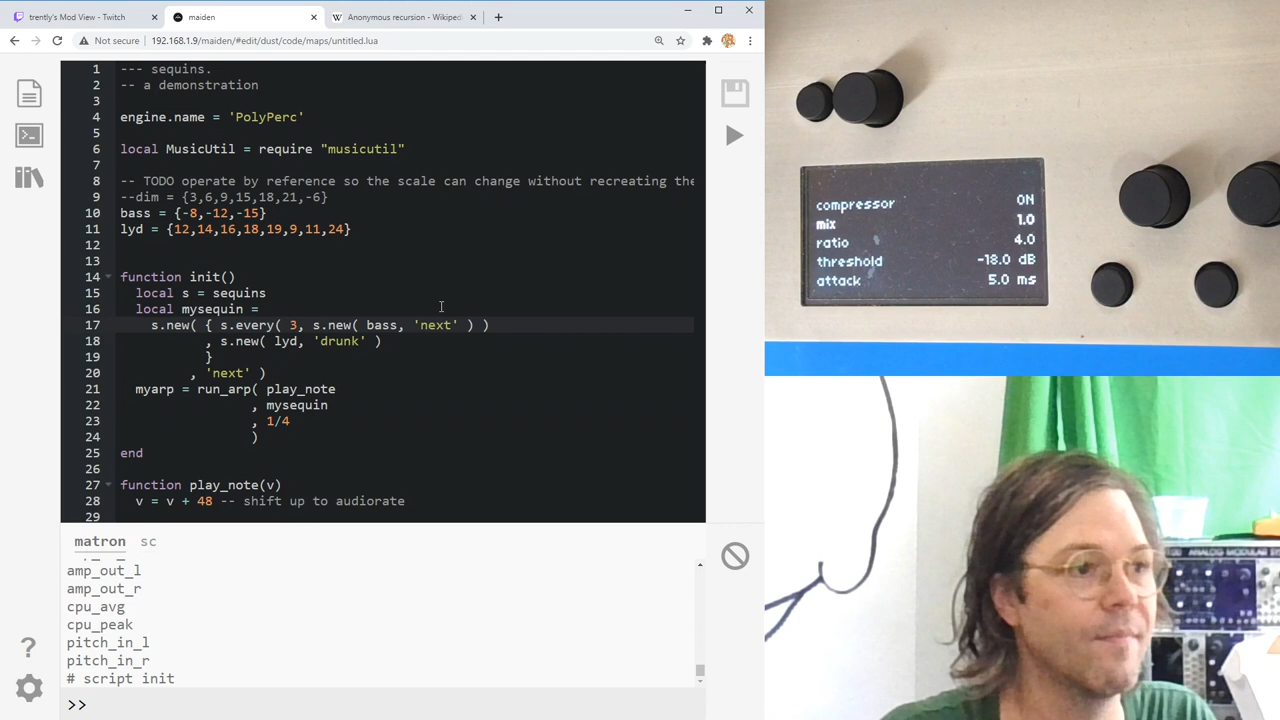 trently's Mod View - Twitch
maiden
Anonymous recursion - Wikiped
Not secure
192.168.1.9/maiden/#edit/dust/code/maps/untitled.lua
1 --- sequins.
2 -- a demonstration
3
4 engine.name = 'PolyPerc'
5
6 local MusicUtil = require "musicutil"
7
8 -- TODO operate by reference so the scale can change without recreating the
9 --dim = {3,6,9,15,18,21,-6}
10 bass = {-8,-12,-15}
11 lyd = {12,14,16,18,19,9,11,24}
12
13
14 function init()
15 local s = sequins
16 local mysequin =
17 s.new( { s.every( 3, s.new( bass, 'next' ) )
18 , s.new( lyd, 'drunk' )
19 }
20 , 'next' )
21 myarp = run_arp( play_note
22 , mysequin
23 , 1/4
24 )
25 end
26
27 function play_note(v)
28 v = v + 48 -- shift up to audiorate
29
matron sc
amp_out_l
amp_out_r
cpu_avg
cpu_peak
pitch_in_l
pitch_in_r
# script init
>>
compressor ON
mix 1.0
ratio 4.0
threshold -18.0 dB
attack 5.0 ms
ANALOG MODULAR SY